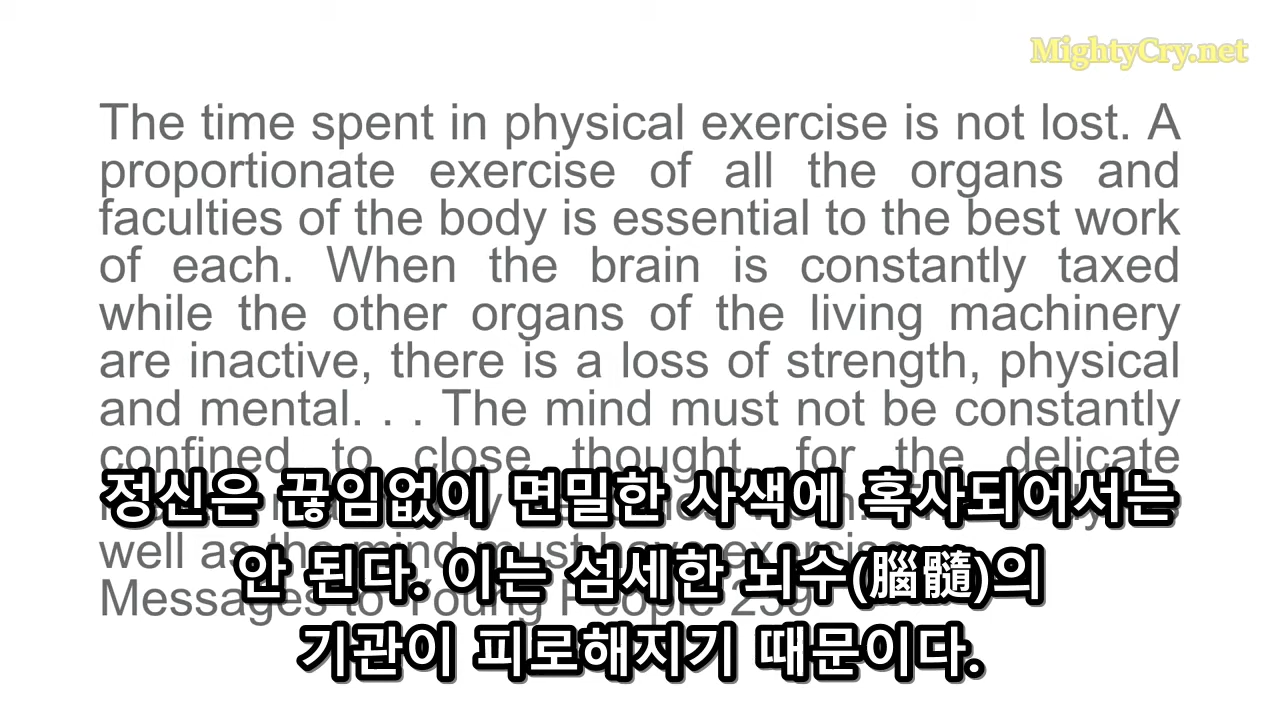 MightyCry.net
The time spent in physical exercise is not lost. A
proportionate exercise of all the organs and
faculties of the body is essential to the best work
of each. When the brain is constantly taxed
while the other organs of the living machinery
are inactive, there is a loss of strength, physical
and mental. . . The mind must not be constantly
confined to close thought, for the delicate
well as the mind must have exercise.
Messages to Young People 239
정신은 끊임없이 면밀한 사색에 혹사되어서는
안 된다. 이는 섬세한 뇌수(腦髓)의
기관이 피로해지기 때문이다.